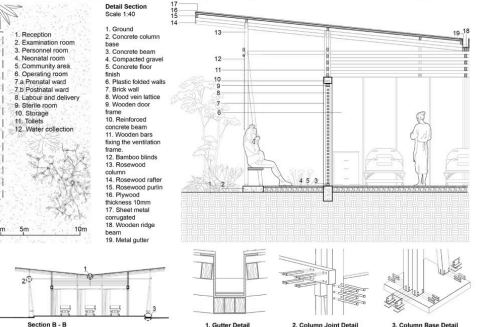 1. Reception
2. Examination room
3. Personnel room
4. Neonatal room
5. Community area
6. Operating room
7.a Prenatal ward
7.b Postnatal ward
8. Labour and delivery
9. Sterile room
10. Storage
11. Toilets
12. Water collection
m 5m 10m
Detail Section
Scale 1:40
1. Ground
2. Concrete column
base
3. Concrete beam
4. Compacted gravel
5. Concrete floor
finish
6. Plastic folded walls
7. Brick wall
8. Wood vein lattice
9. Wooden door
frame
10. Reinforced
concrete beam
11. Wooden bars
fixing the ventilation
frame.
12. Bamboo blinds
13. Rosewood
column
14. Rosewood rafter
15. Rosewood purlin
16. Plywood
thickness 10mm
17. Sheet metal
corrugated
18. Wooden ridge
beam
19. Metal gutter
17
16
15
14
13
12
11
10
9
8
7
6
1 2
4 5 3
19 18
2
1
3
Section B - B
1. Gutter Detail
2. Column Joint Detail
3. Column Base Detail